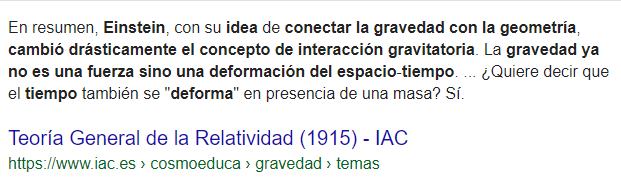 En resumen, Einstein, con su idea de conectar la gravedad con la geometría,
cambió drásticamente el concepto de interacción gravitatoria. La gravedad ya
no es una fuerza sino una deformación del espacio-tiempo. ... ¿Quiere decir que
el tiempo también se "deforma" en presencia de una masa? Sí.
Teoría General de la Relatividad (1915) - IAC
https://www.iac.es › cosmoeduca › gravedad › temas